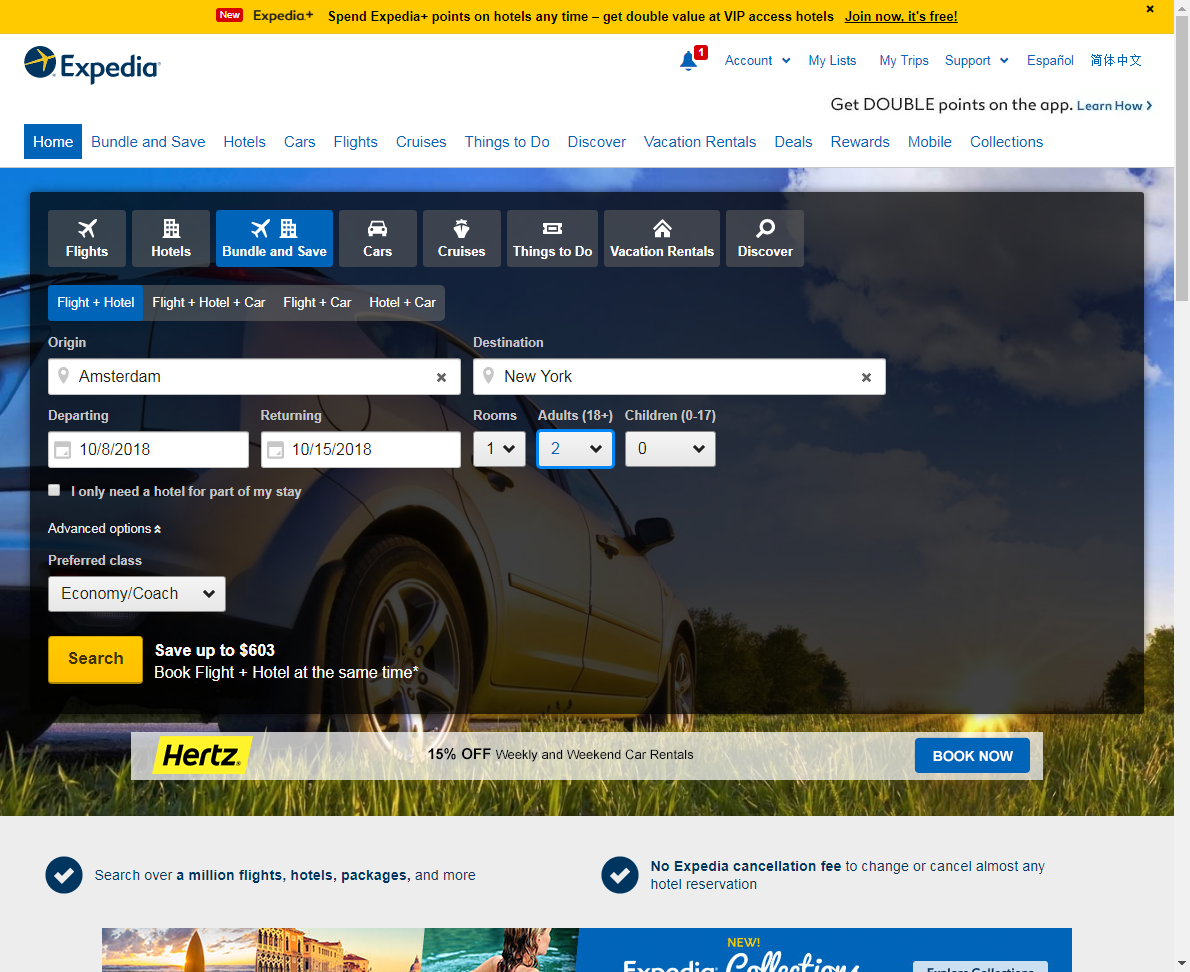 New Expedia+ Spend Expedia+ points on hotels any time – get double value at VIP access hotels Join now, it's free!
Expedia
1 Account My Lists My Trips Support Español 简体中文
Get DOUBLE points on the app. Learn How
Home Bundle and Save Hotels Cars Flights Cruises Things to Do Discover Vacation Rentals Deals Rewards Mobile Collections
Flights Hotels Bundle and Save Cars Cruises Things to Do Vacation Rentals Discover
Flight + Hotel Flight + Hotel + Car Flight + Car Hotel + Car
Origin Destination
Amsterdam New York
Departing Returning Rooms Adults (18+) Children (0-17)
10/8/2018 10/15/2018 1 2 0
I only need a hotel for part of my stay
Advanced options
Preferred class
Economy/Coach
Search
Save up to $603
Book Flight + Hotel at the same time*
Hertz. 15% OFF Weekly and Weekend Car Rentals BOOK NOW
Search over a million flights, hotels, packages, and more
No Expedia cancellation fee to change or cancel almost any
hotel reservation
NEW!
Expedia Collections
Explore Collections